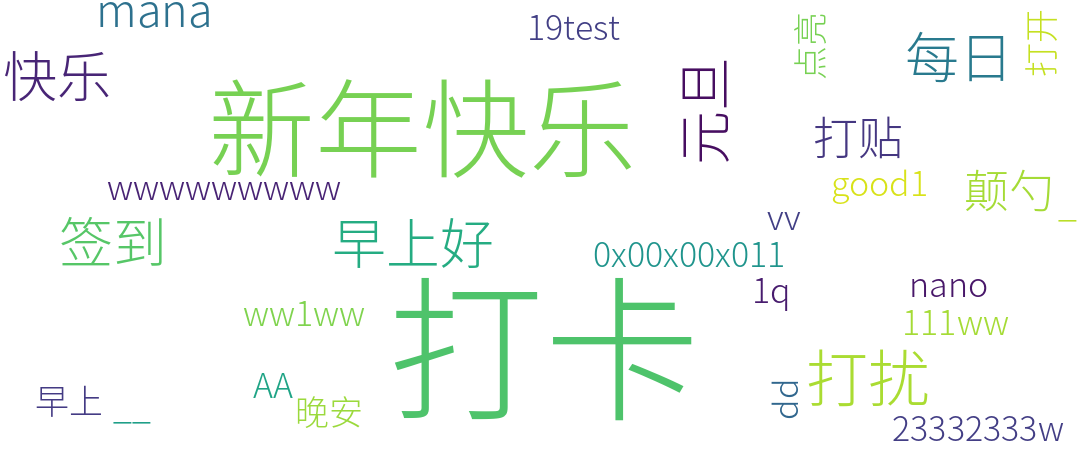 mana
19test
点亮
每日
打开
快乐
新年快乐
元旦
打贴
wwwwwwwww
good1
颠勺_
签到
早上好
vv
0x00x00x011
打卡
1q
nano
ww1ww
111ww
打扰
早上__
AA
晚安
dd
23332333w